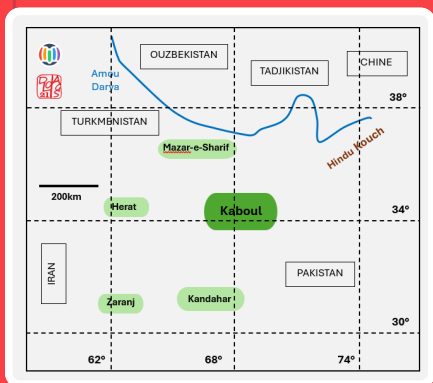 OUZBEKISTAN
CHINE
TADJIKISTAN
Amou
Darya
38°
TURKMENISTAN
Mazar-e-Sharif
Hindu Kouch
200km
Herat
Kaboul
34°
IRAN
PAKISTAN
Zaranj
Kandahar
30°
62°
68°
74°